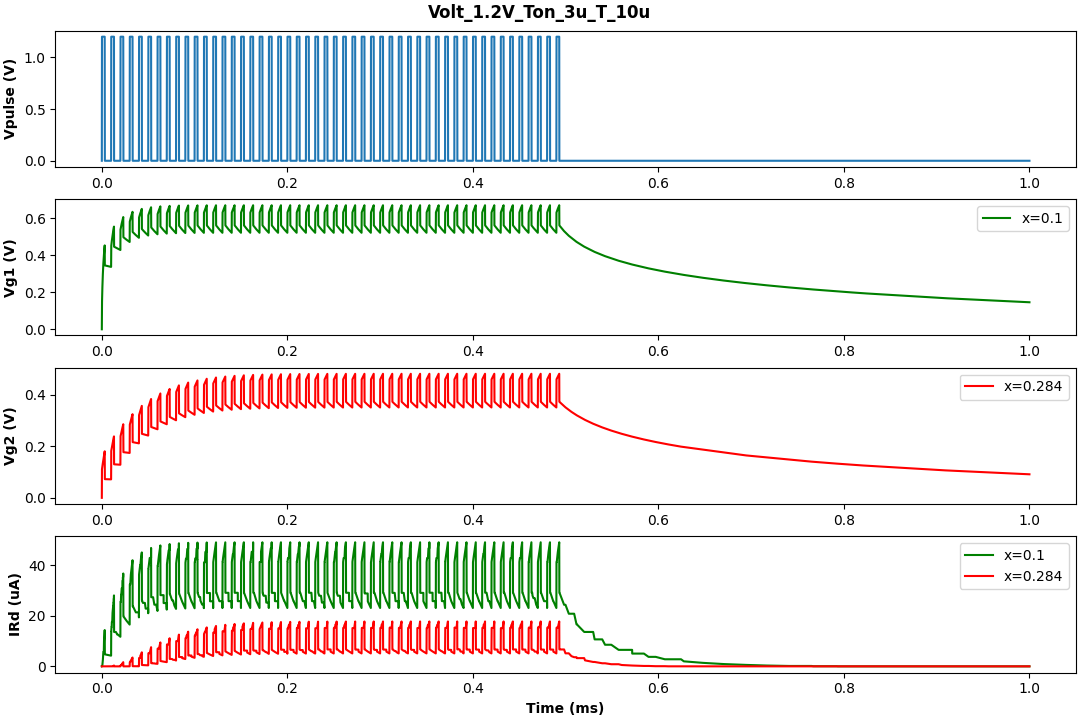 Volt_1.2V_Ton_3u_T_10u
Vpulse (V)
1.0
0.5
0.0
0.0 0.2 0.4 0.6 0.8 1.0
Vg1 (V)
0.6
0.4
0.2
0.0
x=0.1
0.0 0.2 0.4 0.6 0.8 1.0
Vg2 (V)
0.4
0.2
0.0
x=0.284
0.0 0.2 0.4 0.6 0.8 1.0
IRd (uA)
40
20
0
x=0.1
x=0.284
0.0 0.2 0.4 0.6 0.8 1.0
Time (ms)